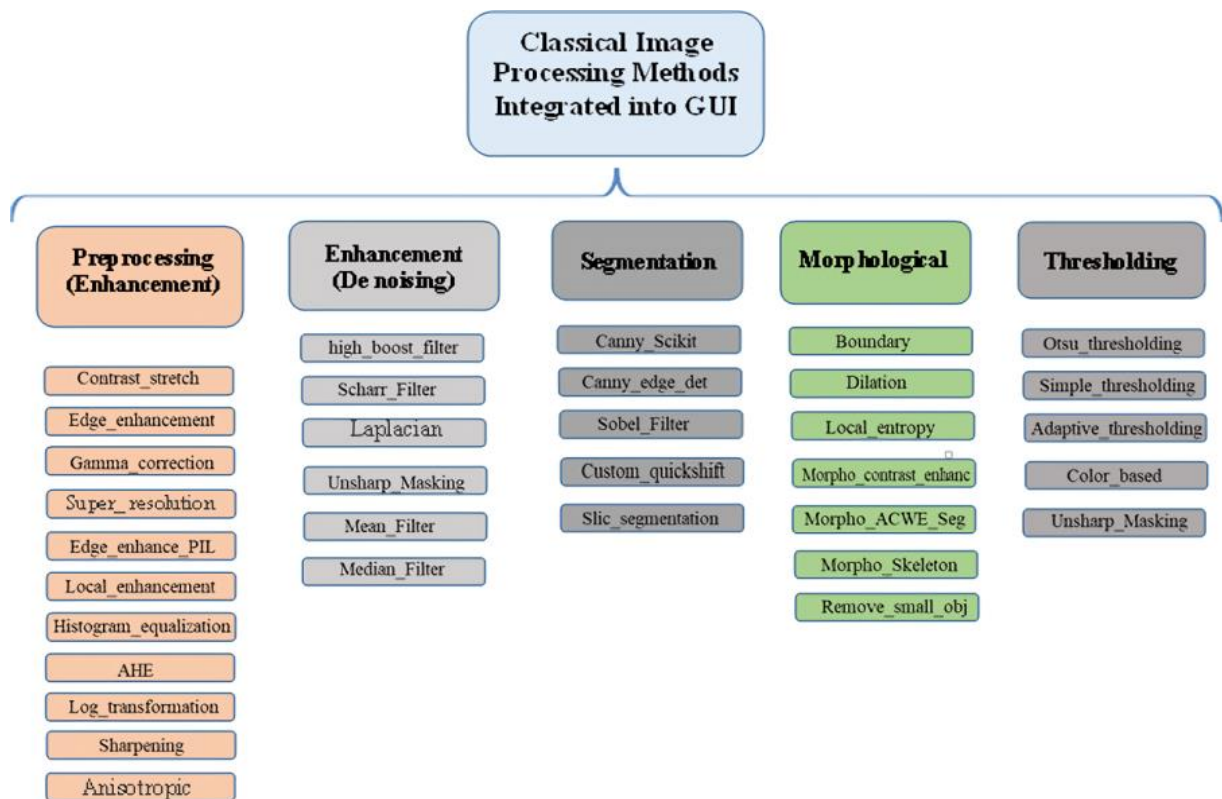 Classical Image
Processing Methods
Integrated into GUI
Preprocessing
(Enhancement)
Contrast_stretch
Edge_enhancement
Gamma_correction
Super_resolution
Edge_enhance_PIL
Local_enhancement
Histogram_equalization
AHE
Log_transformation
Sharpening
Anisotropic
Enhancement
(De noising)
high_boost_filter
Scharr_Filter
Laplacian
Unsharp_Masking
Mean_Filter
Median_Filter
Segmentation
Canny_Scikit
Canny_edge_det
Sobel_Filter
Custom_quickshift
Slic_segmentation
Morphological
Boundary
Dilation
Local_entropy
Morpho_contrast_enhanc
Morpho_ACWE_Seg
Morpho_Skeleton
Remove_small_obj
Thresholding
Otsu_thresholding
Simple_thresholding
Adaptive_thresholding
Color_based
Unsharp_Masking